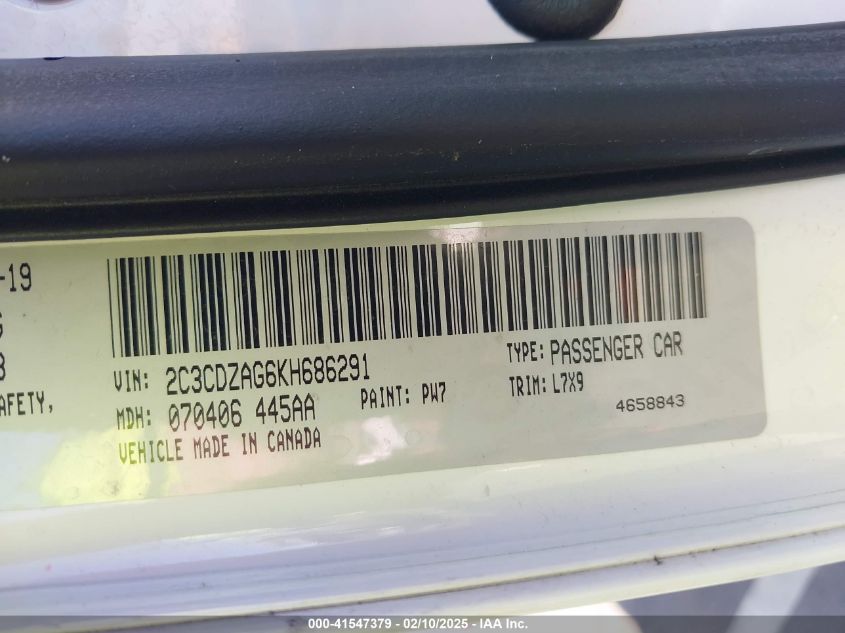 -19
G
8
AFETY,
VIN: 2C3CDZAG6KH686291
TYPE: PASSENGER CAR
MDH: 070406 445AA
PAINT: PW7
TRIM: L7X9
VEHICLE MADE IN CANADA
4658843
000-41547379 - 02/10/2025 - IAA Inc.